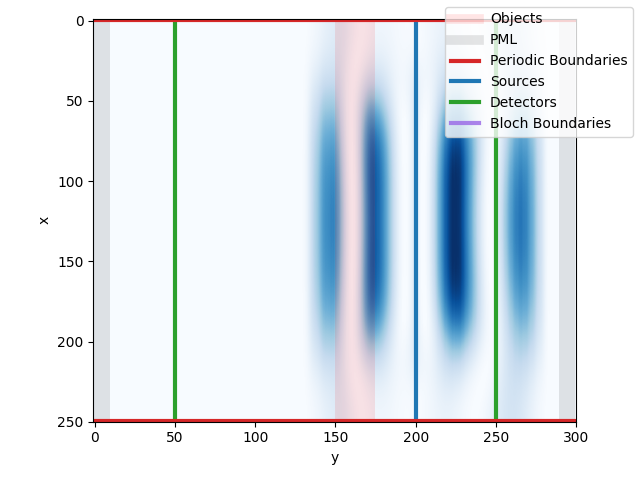 Objects
PML
Periodic Boundaries
Sources
Detectors
Bloch Boundaries
0
50
100
150
200
250
x
0 50 100 150 200 250 300
y